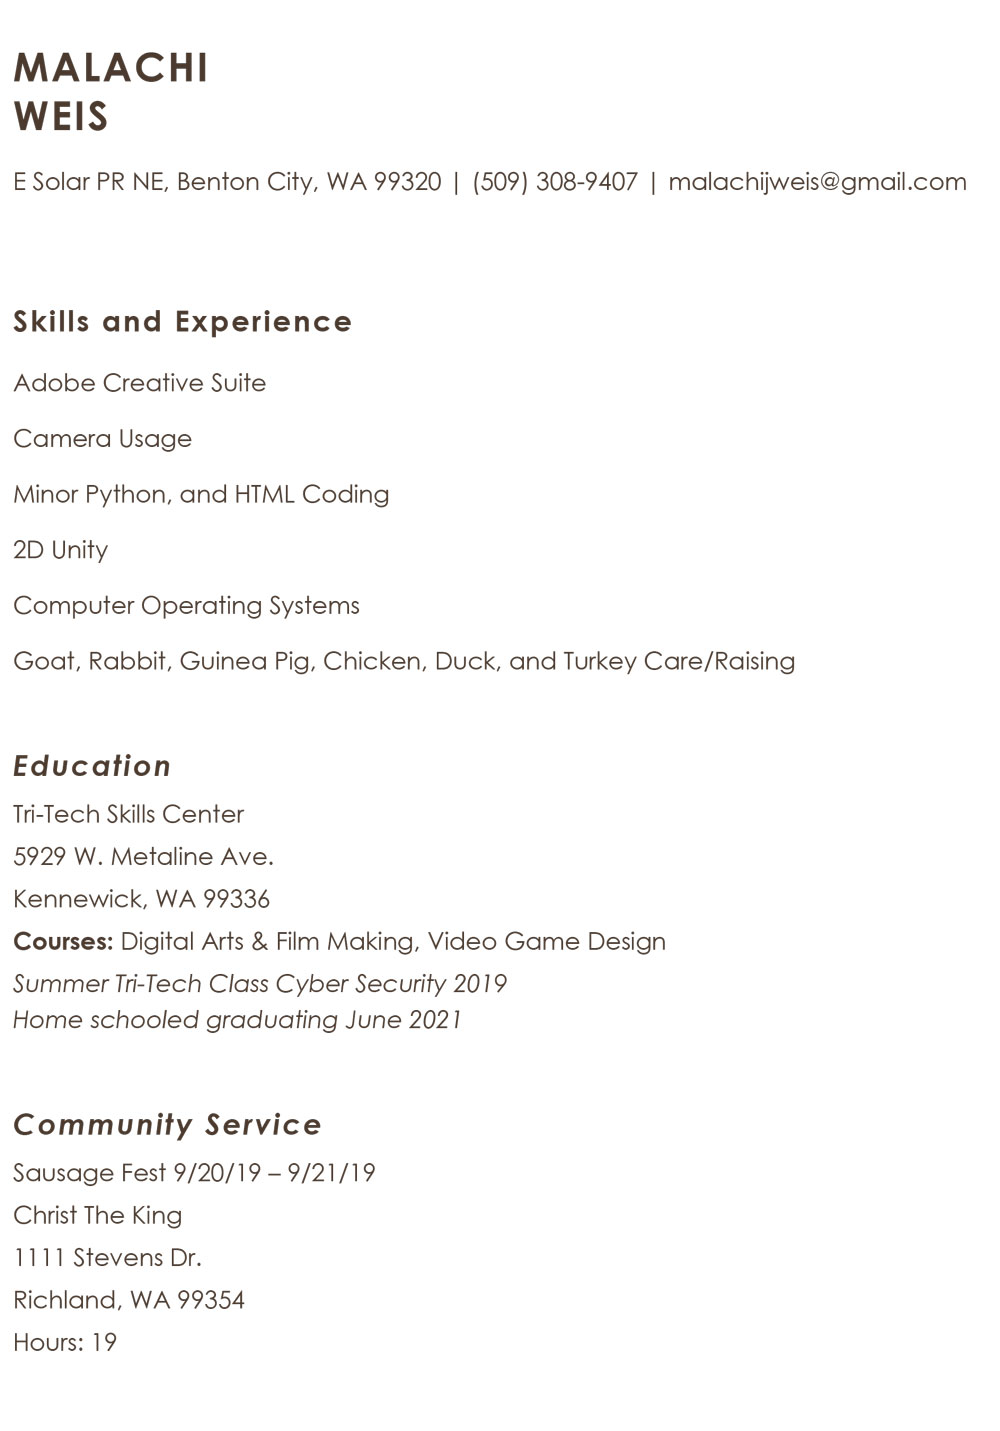 MALACHI
WEIS
E Solar PR NE, Benton City, WA 99320 | (509) 308-9407 | malachijweis@gmail.com
Skills and Experience
Adobe Creative Suite
Camera Usage
Minor Python, and HTML Coding
2D Unity
Computer Operating Systems
Goat, Rabbit, Guinea Pig, Chicken, Duck, and Turkey Care/Raising
Education
Tri-Tech Skills Center
5929 W. Metaline Ave.
Kennewick, WA 99336
Courses: Digital Arts & Film Making, Video Game Design
Summer Tri-Tech Class Cyber Security 2019
Home schooled graduating June 2021
Community Service
Sausage Fest 9/20/19 – 9/21/19
Christ The King
1111 Stevens Dr.
Richland, WA 99354
Hours: 19